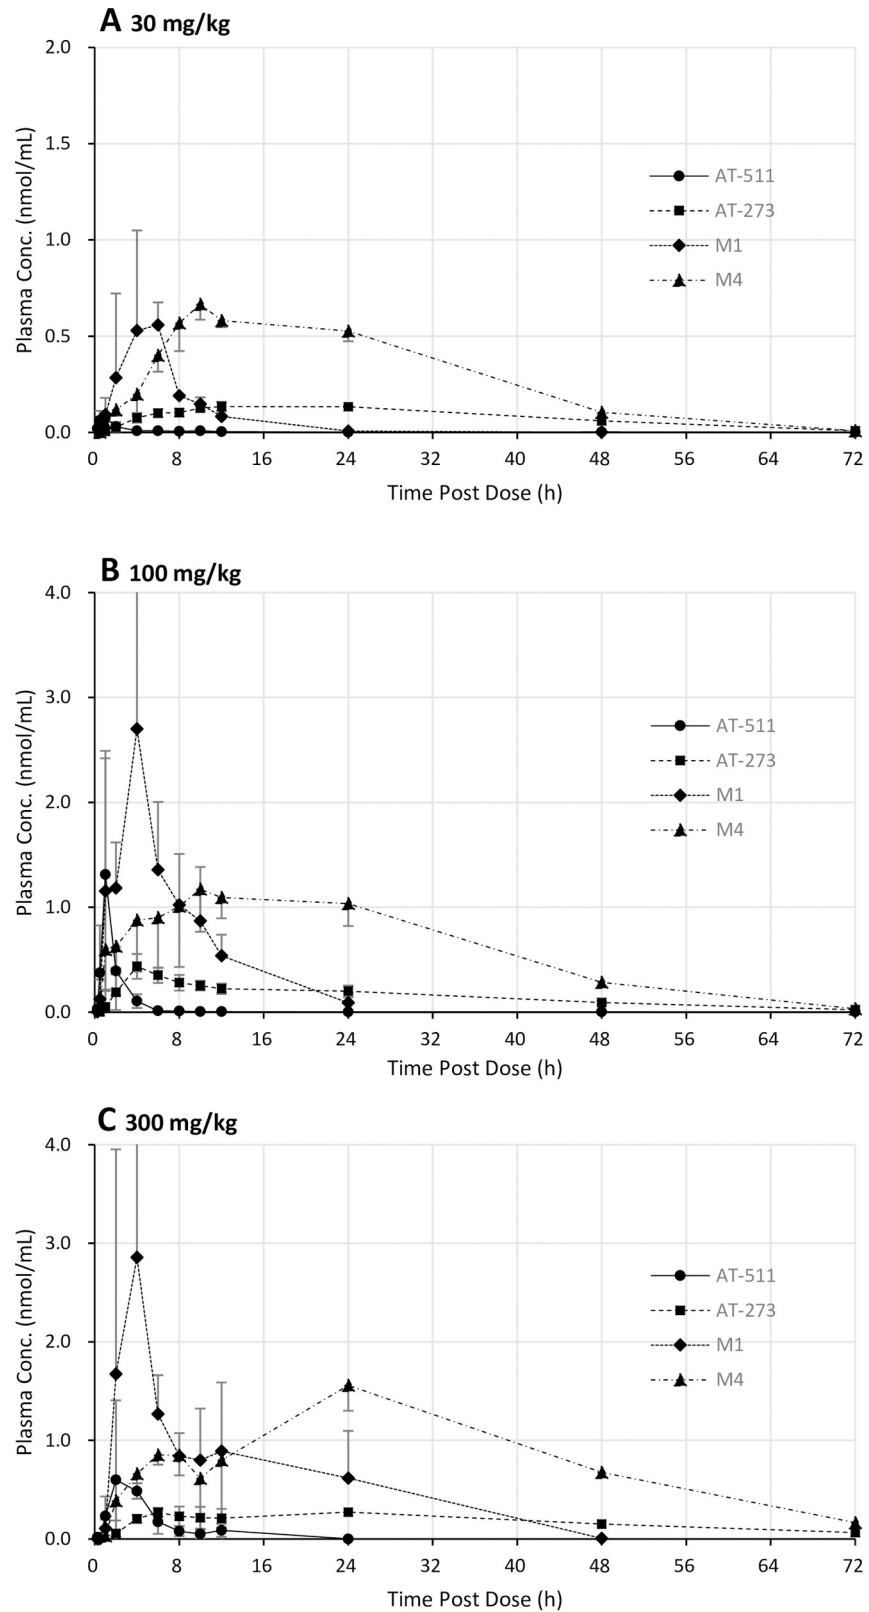 A 30 mg/kg
Plasma Conc. (nmol/mL)
2.0
1.5
1.0
0.5
0.0
AT-511
AT-273
M1
M4
0 8 16 24 32 40 48 56 64 72
Time Post Dose (h)
B 100 mg/kg
Plasma Conc. (nmol/mL)
4.0
3.0
2.0
1.0
0.0
AT-511
AT-273
M1
M4
0 8 16 24 32 40 48 56 64 72
Time Post Dose (h)
C 300 mg/kg
Plasma Conc. (nmol/mL)
4.0
3.0
2.0
1.0
0.0
AT-511
AT-273
M1
M4
0 8 16 24 32 40 48 56 64 72
Time Post Dose (h)